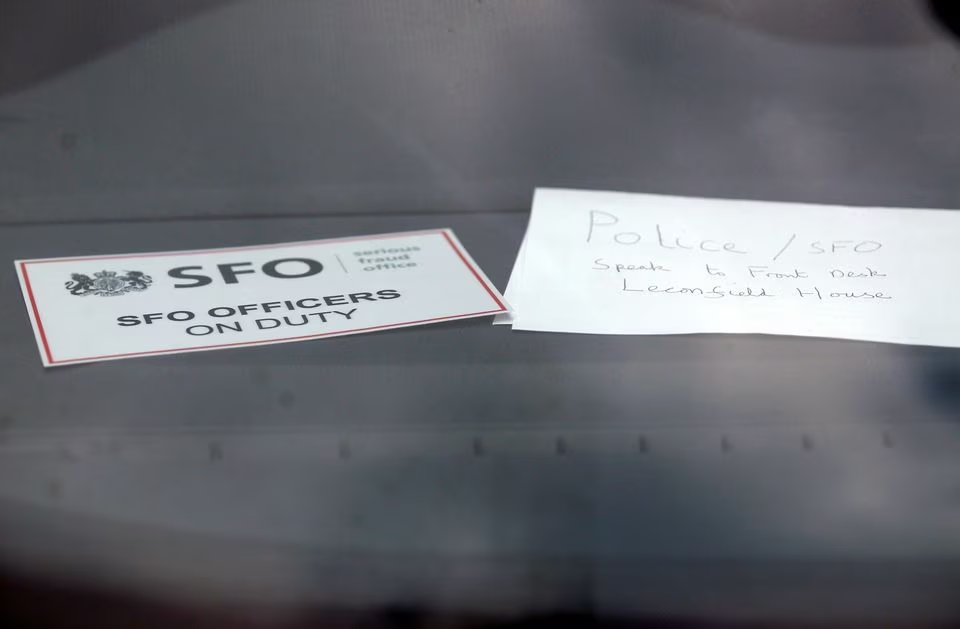 SFO
serious
fraud
office
SFO OFFICERS
ON DUTY
Police / SFO
Speak to Front Desk
Leconfield House